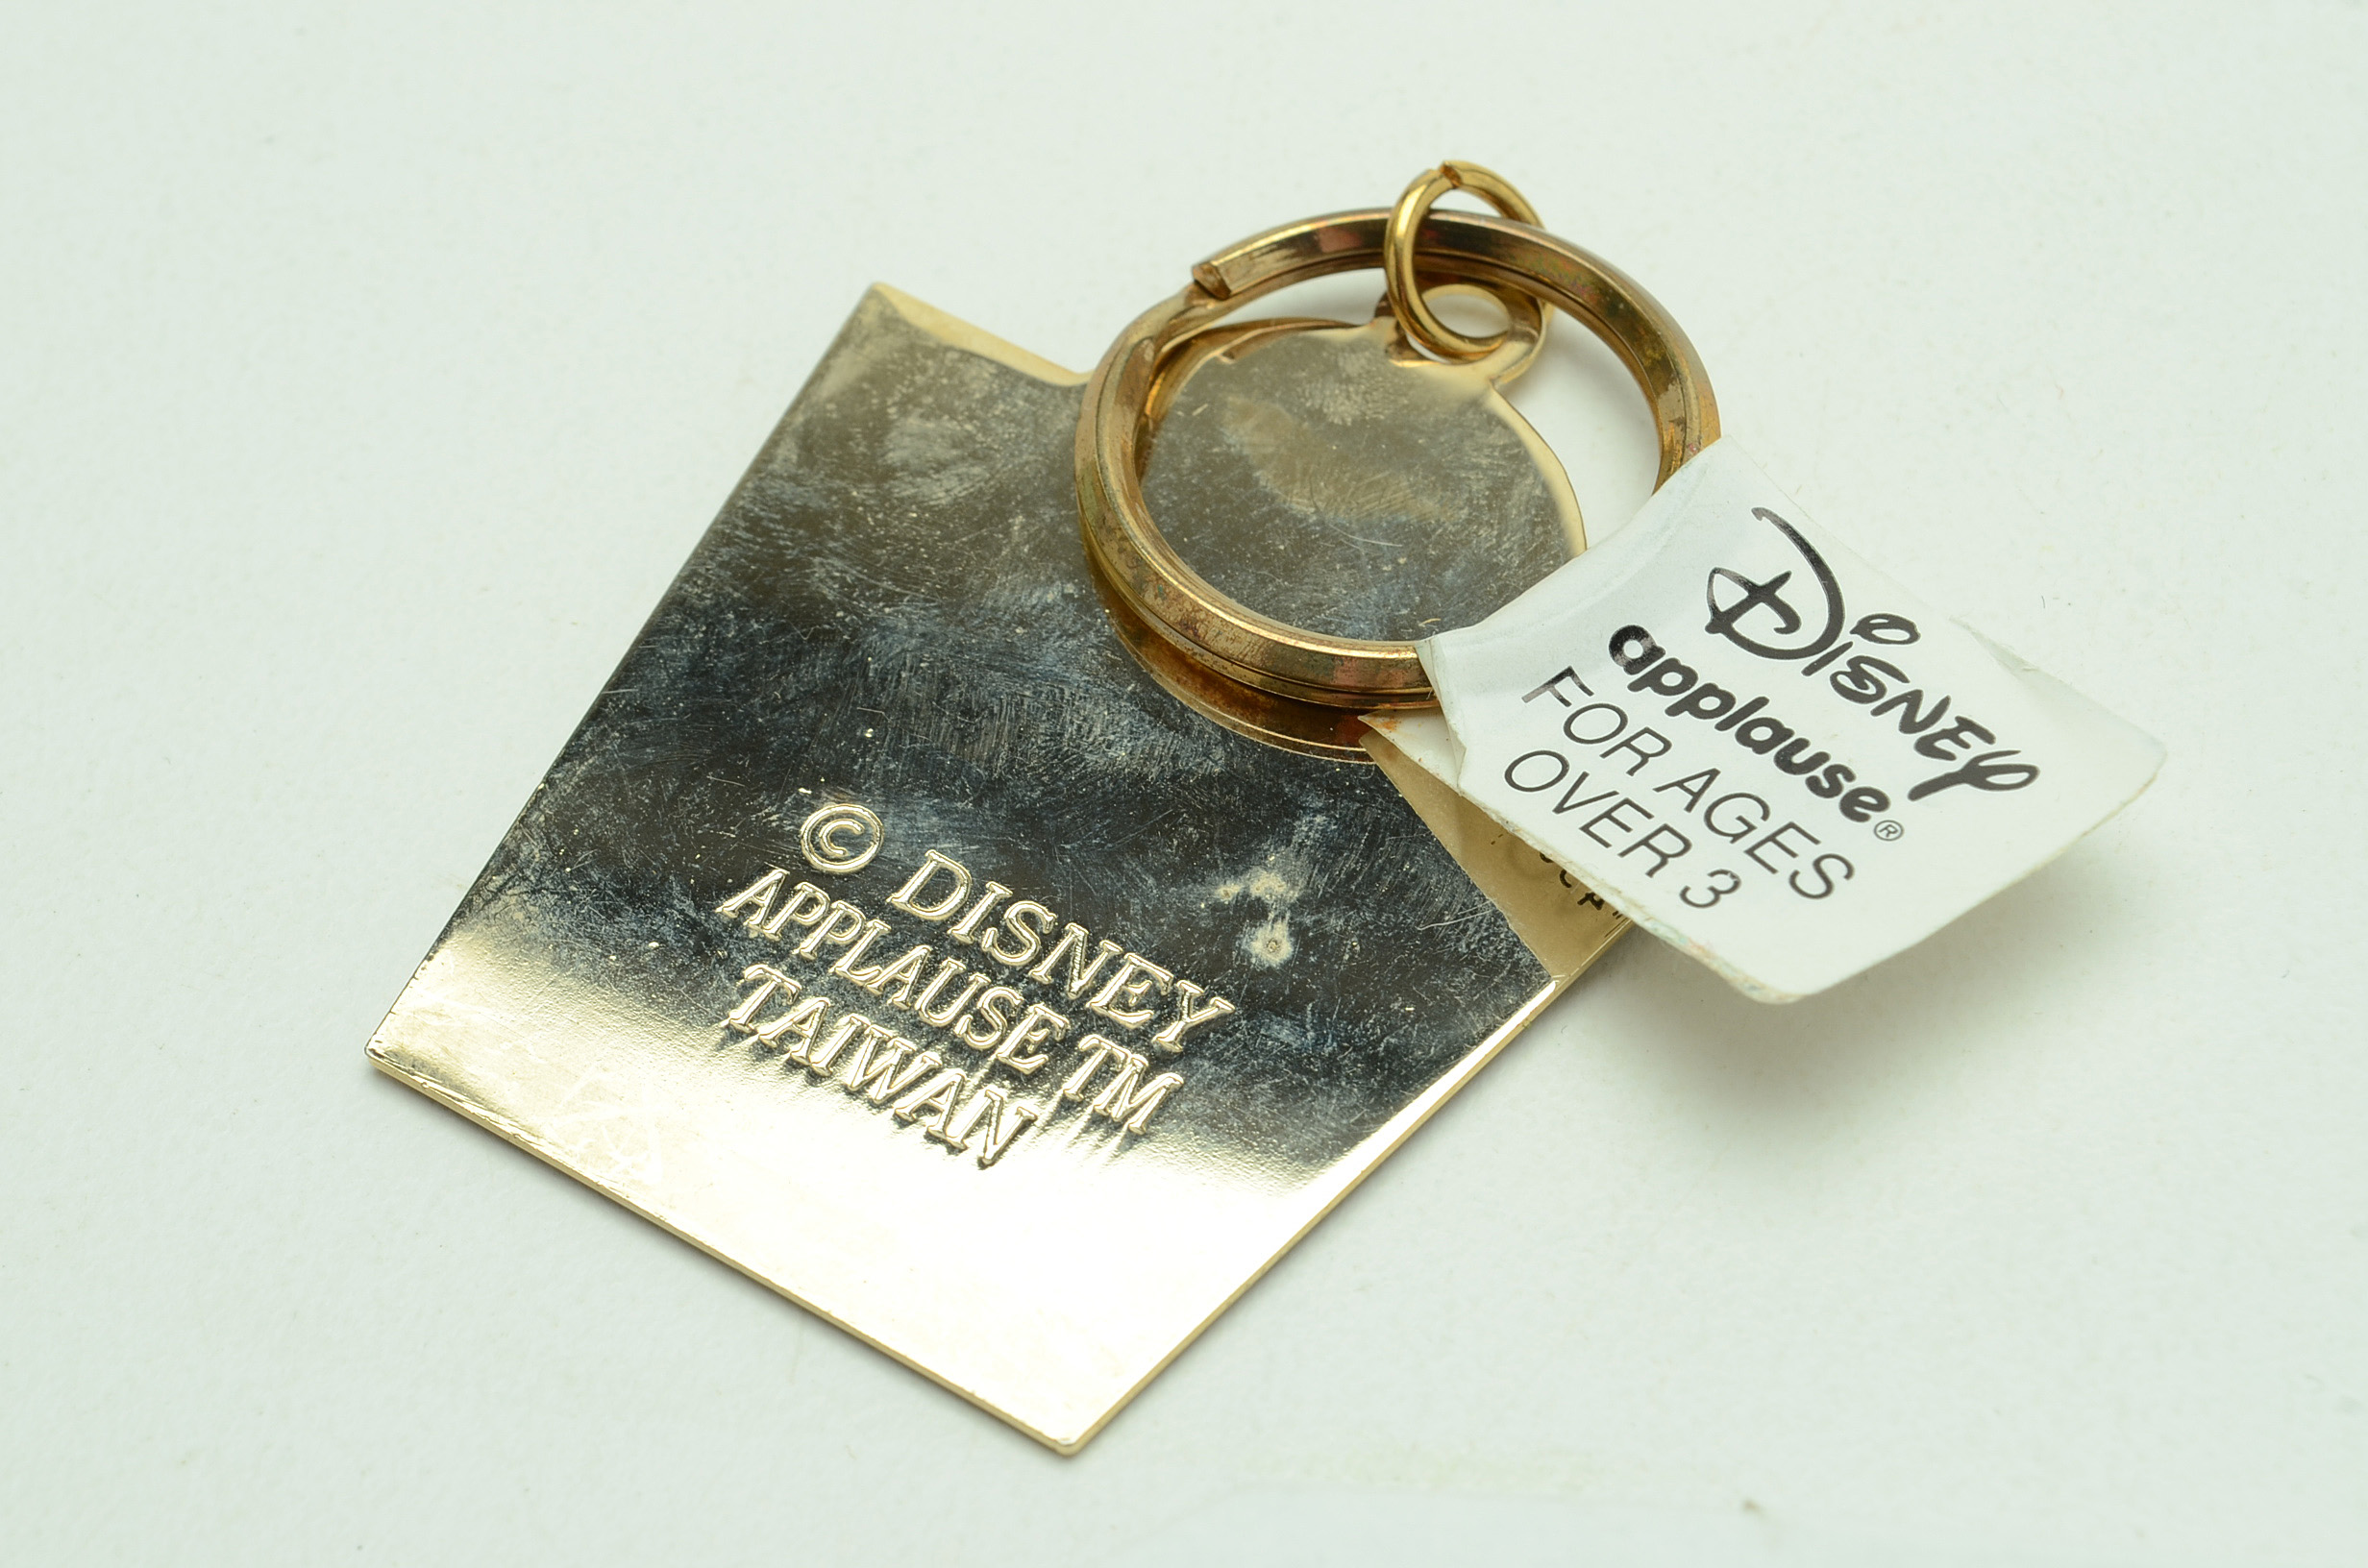 © DISNEY
APPLAUSE TM
TAIWAN
Disney
applause®
FOR AGES
OVER 3